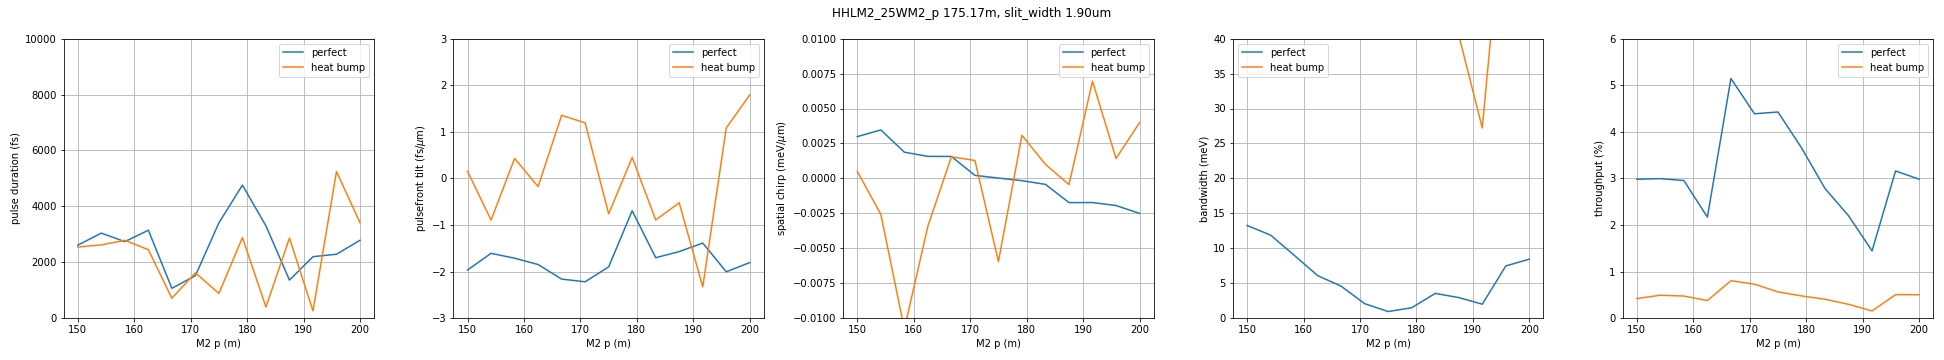 HHLM2_25WM2_p 175.17m, slit_width 1.90um
pulse duration (fs)
10000
8000
6000
4000
2000
0
150 160 170 180 190 200
M2 p (m)
perfect
heat bump
pulsefront tilt (fs/μm)
3
2
1
0
−1
−2
−3
150 160 170 180 190 200
M2 p (m)
perfect
heat bump
spatial chirp (meV/μm)
0.0100
0.0075
0.0050
0.0025
0.0000
−0.0025
−0.0050
−0.0075
−0.0100
150 160 170 180 190 200
M2 p (m)
perfect
heat bump
bandwidth (meV)
40
35
30
25
20
15
10
5
0
150 160 170 180 190 200
M2 p (m)
perfect
heat bump
throughput (%)
6
5
4
3
2
1
0
150 160 170 180 190 200
M2 p (m)
perfect
heat bump